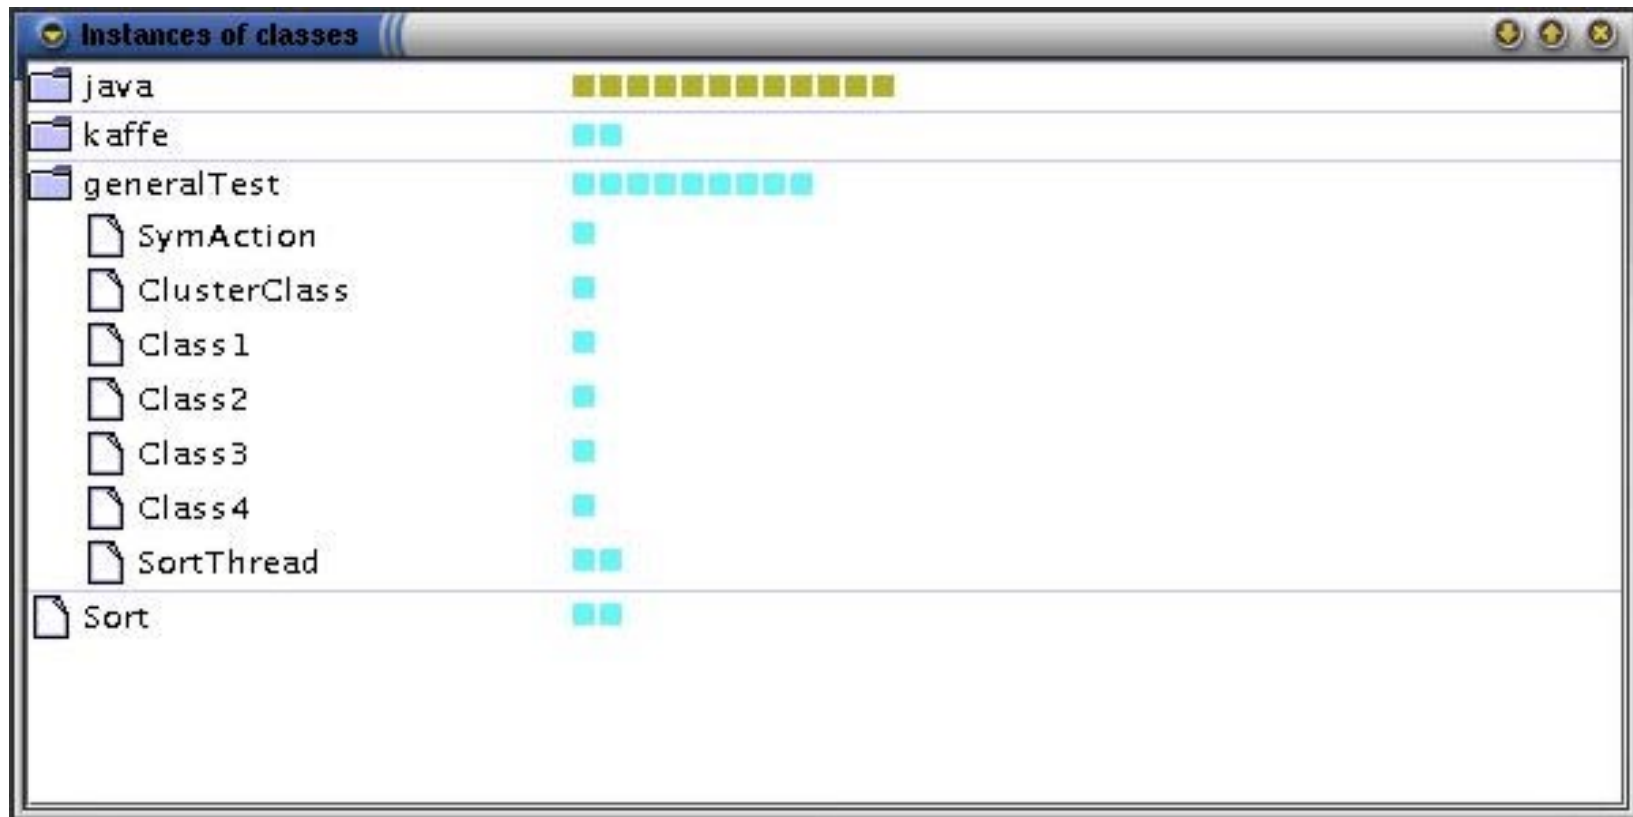 Instances of classes
java
kaffe
generalTest
SymAction
ClusterClass
Class1
Class2
Class3
Class4
SortThread
Sort